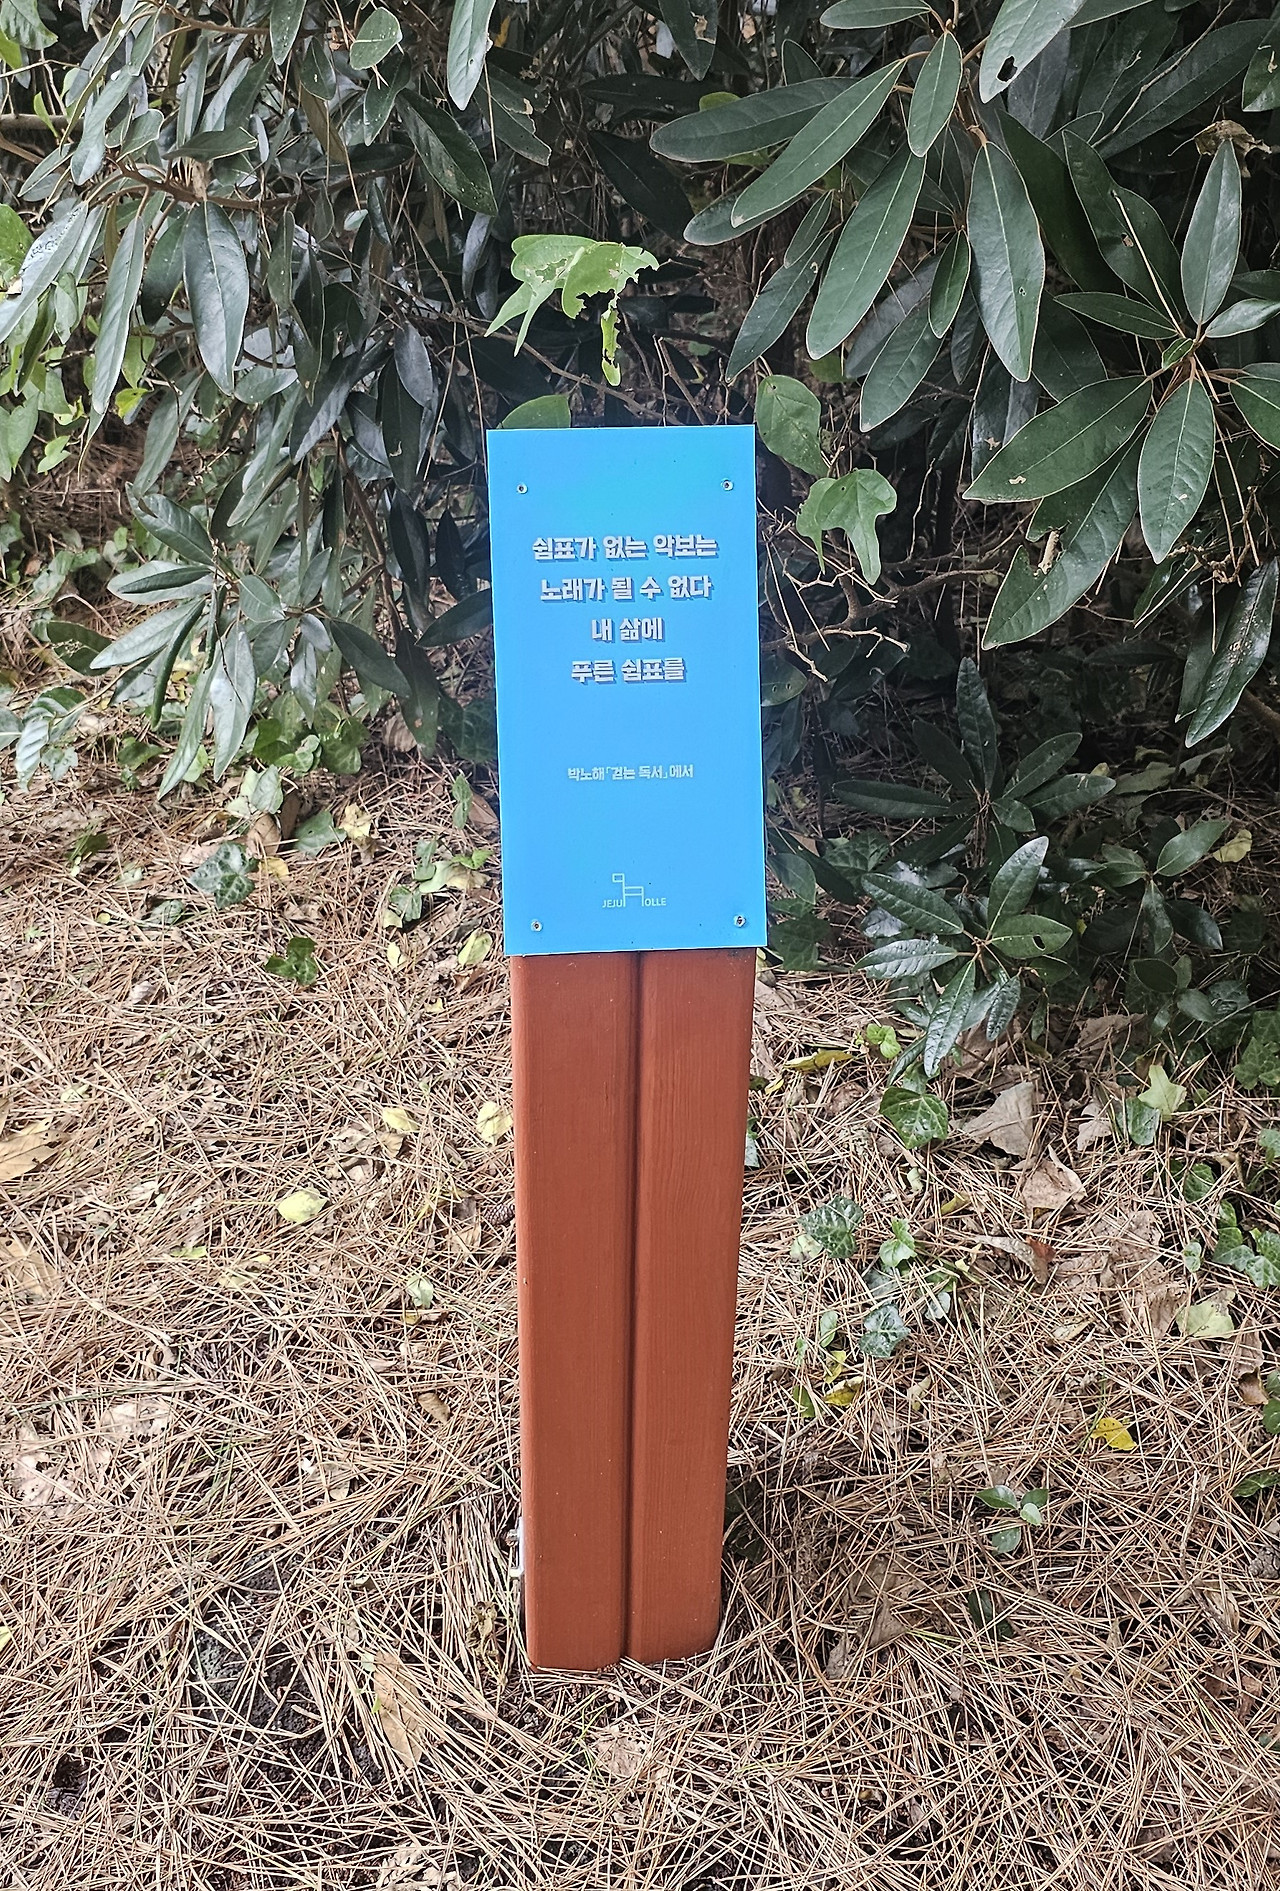 쉼표가 없는 악보는
노래가 될 수 없다
내 삶에
푸른 쉼표를
박노해「걷는 독서」에서
JEJU OLLE